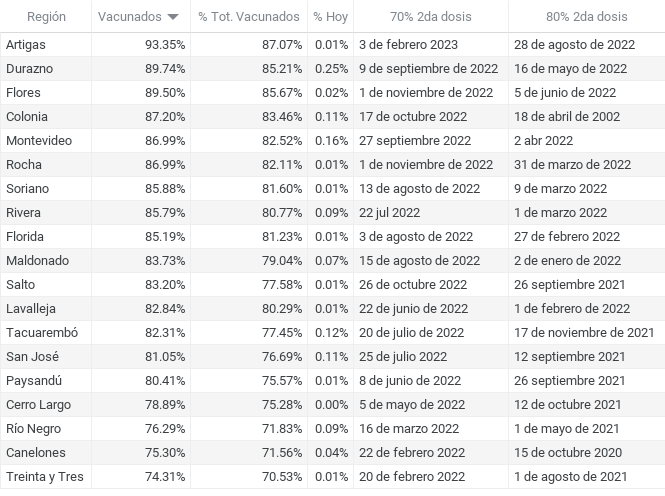 Región Vacunados % Tot. Vacunados % Hoy 70% 2da dosis 80% 2da dosis
Artigas 93.35% 87.07% 0.01% 3 de febrero 2023 28 de agosto de 2022
Durazno 89.74% 85.21% 0.25% 9 de septiembre de 2022 16 de mayo de 2022
Flores 89.50% 85.67% 0.02% 1 de noviembre de 2022 5 de junio de 2022
Colonia 87.20% 83.46% 0.11% 17 de octubre de 2022 18 de abril de 2002
Montevideo 86.99% 82.52% 0.16% 27 septiembre de 2022 2 abr 2022
Rocha 86.99% 82.11% 0.01% 1 de noviembre de 2022 31 de marzo de 2022
Soriano 85.88% 81.60% 0.01% 13 de agosto de 2022 9 de marzo 2022
Rivera 85.79% 80.77% 0.09% 22 jul 2022 1 de marzo 2022
Florida 85.19% 81.23% 0.01% 3 de agosto de 2022 27 de febrero 2022
Maldonado 83.73% 79.04% 0.07% 15 de agosto de 2022 2 de enero de 2022
Salto 83.20% 77.58% 0.01% 26 de octubre de 2022 26 septiembre 2021
Lavalleja 82.84% 80.29% 0.01% 22 de junio de 2022 1 de febrero de 2022
Tacuarembó 82.31% 77.45% 0.12% 20 de julio de 2022 17 de noviembre de 2021
San José 81.05% 76.69% 0.11% 25 de julio 2022 12 septiembre 2021
Paysandú 80.41% 75.57% 0.01% 8 de junio de 2022 26 septiembre 2021
Cerro Largo 78.89% 75.28% 0.00% 5 de mayo de 2022 12 de octubre 2021
Río Negro 76.29% 71.83% 0.09% 16 de marzo 2022 1 de mayo de 2021
Canelones 75.30% 71.56% 0.04% 22 de febrero 2022 15 de octubre 2020
Treinta y Tres 74.31% 70.53% 0.01% 20 de febrero 2022 1 de agosto de 2021